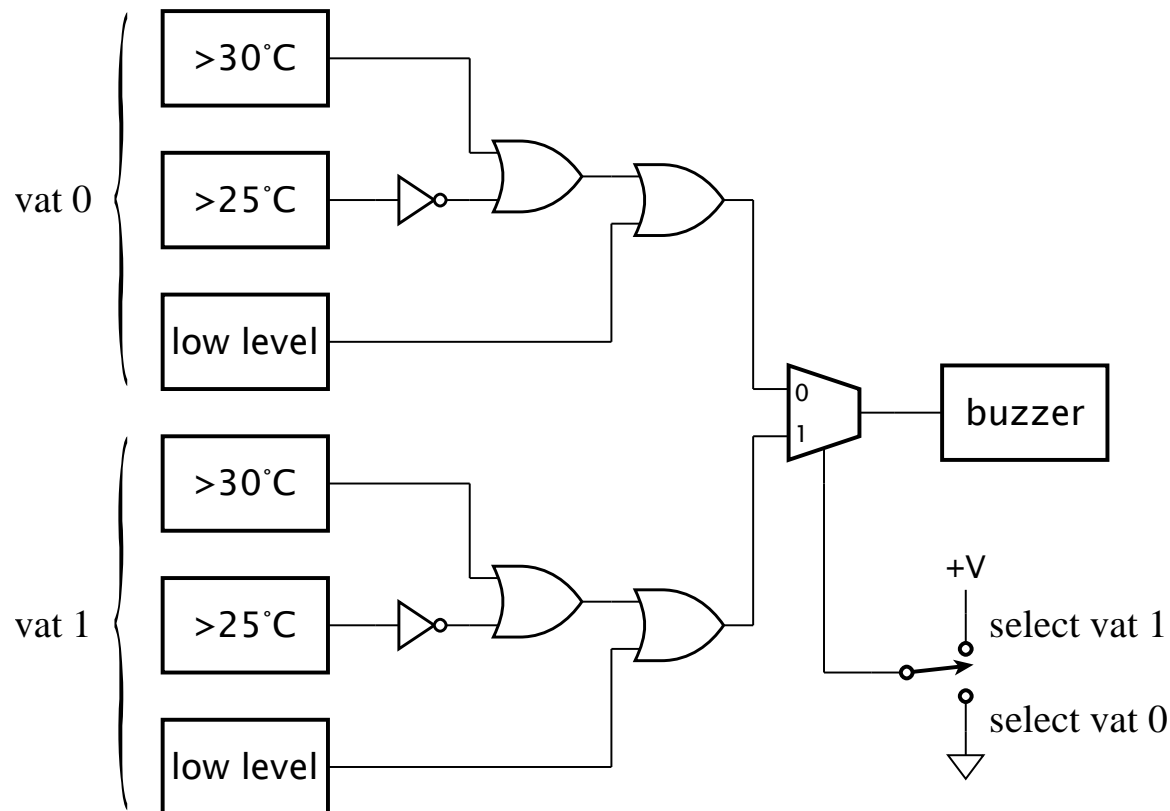 >30°C
vat 0
>25°C
low level
0
1
buzzer
>30°C
vat 1
>25°C
low level
+V
select vat 1
select vat 0